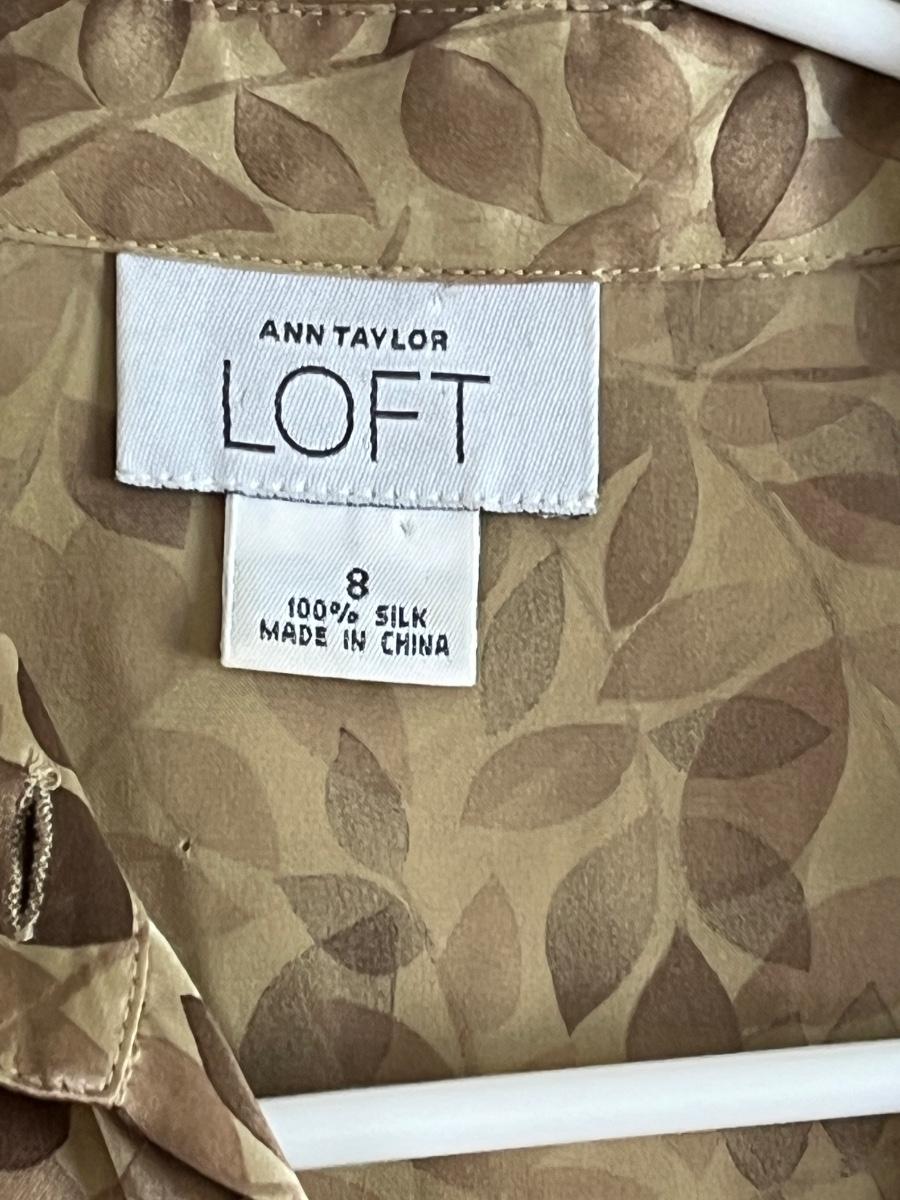 ANN TAYLOR
LOFT
8
100% SILK
MADE IN CHINA